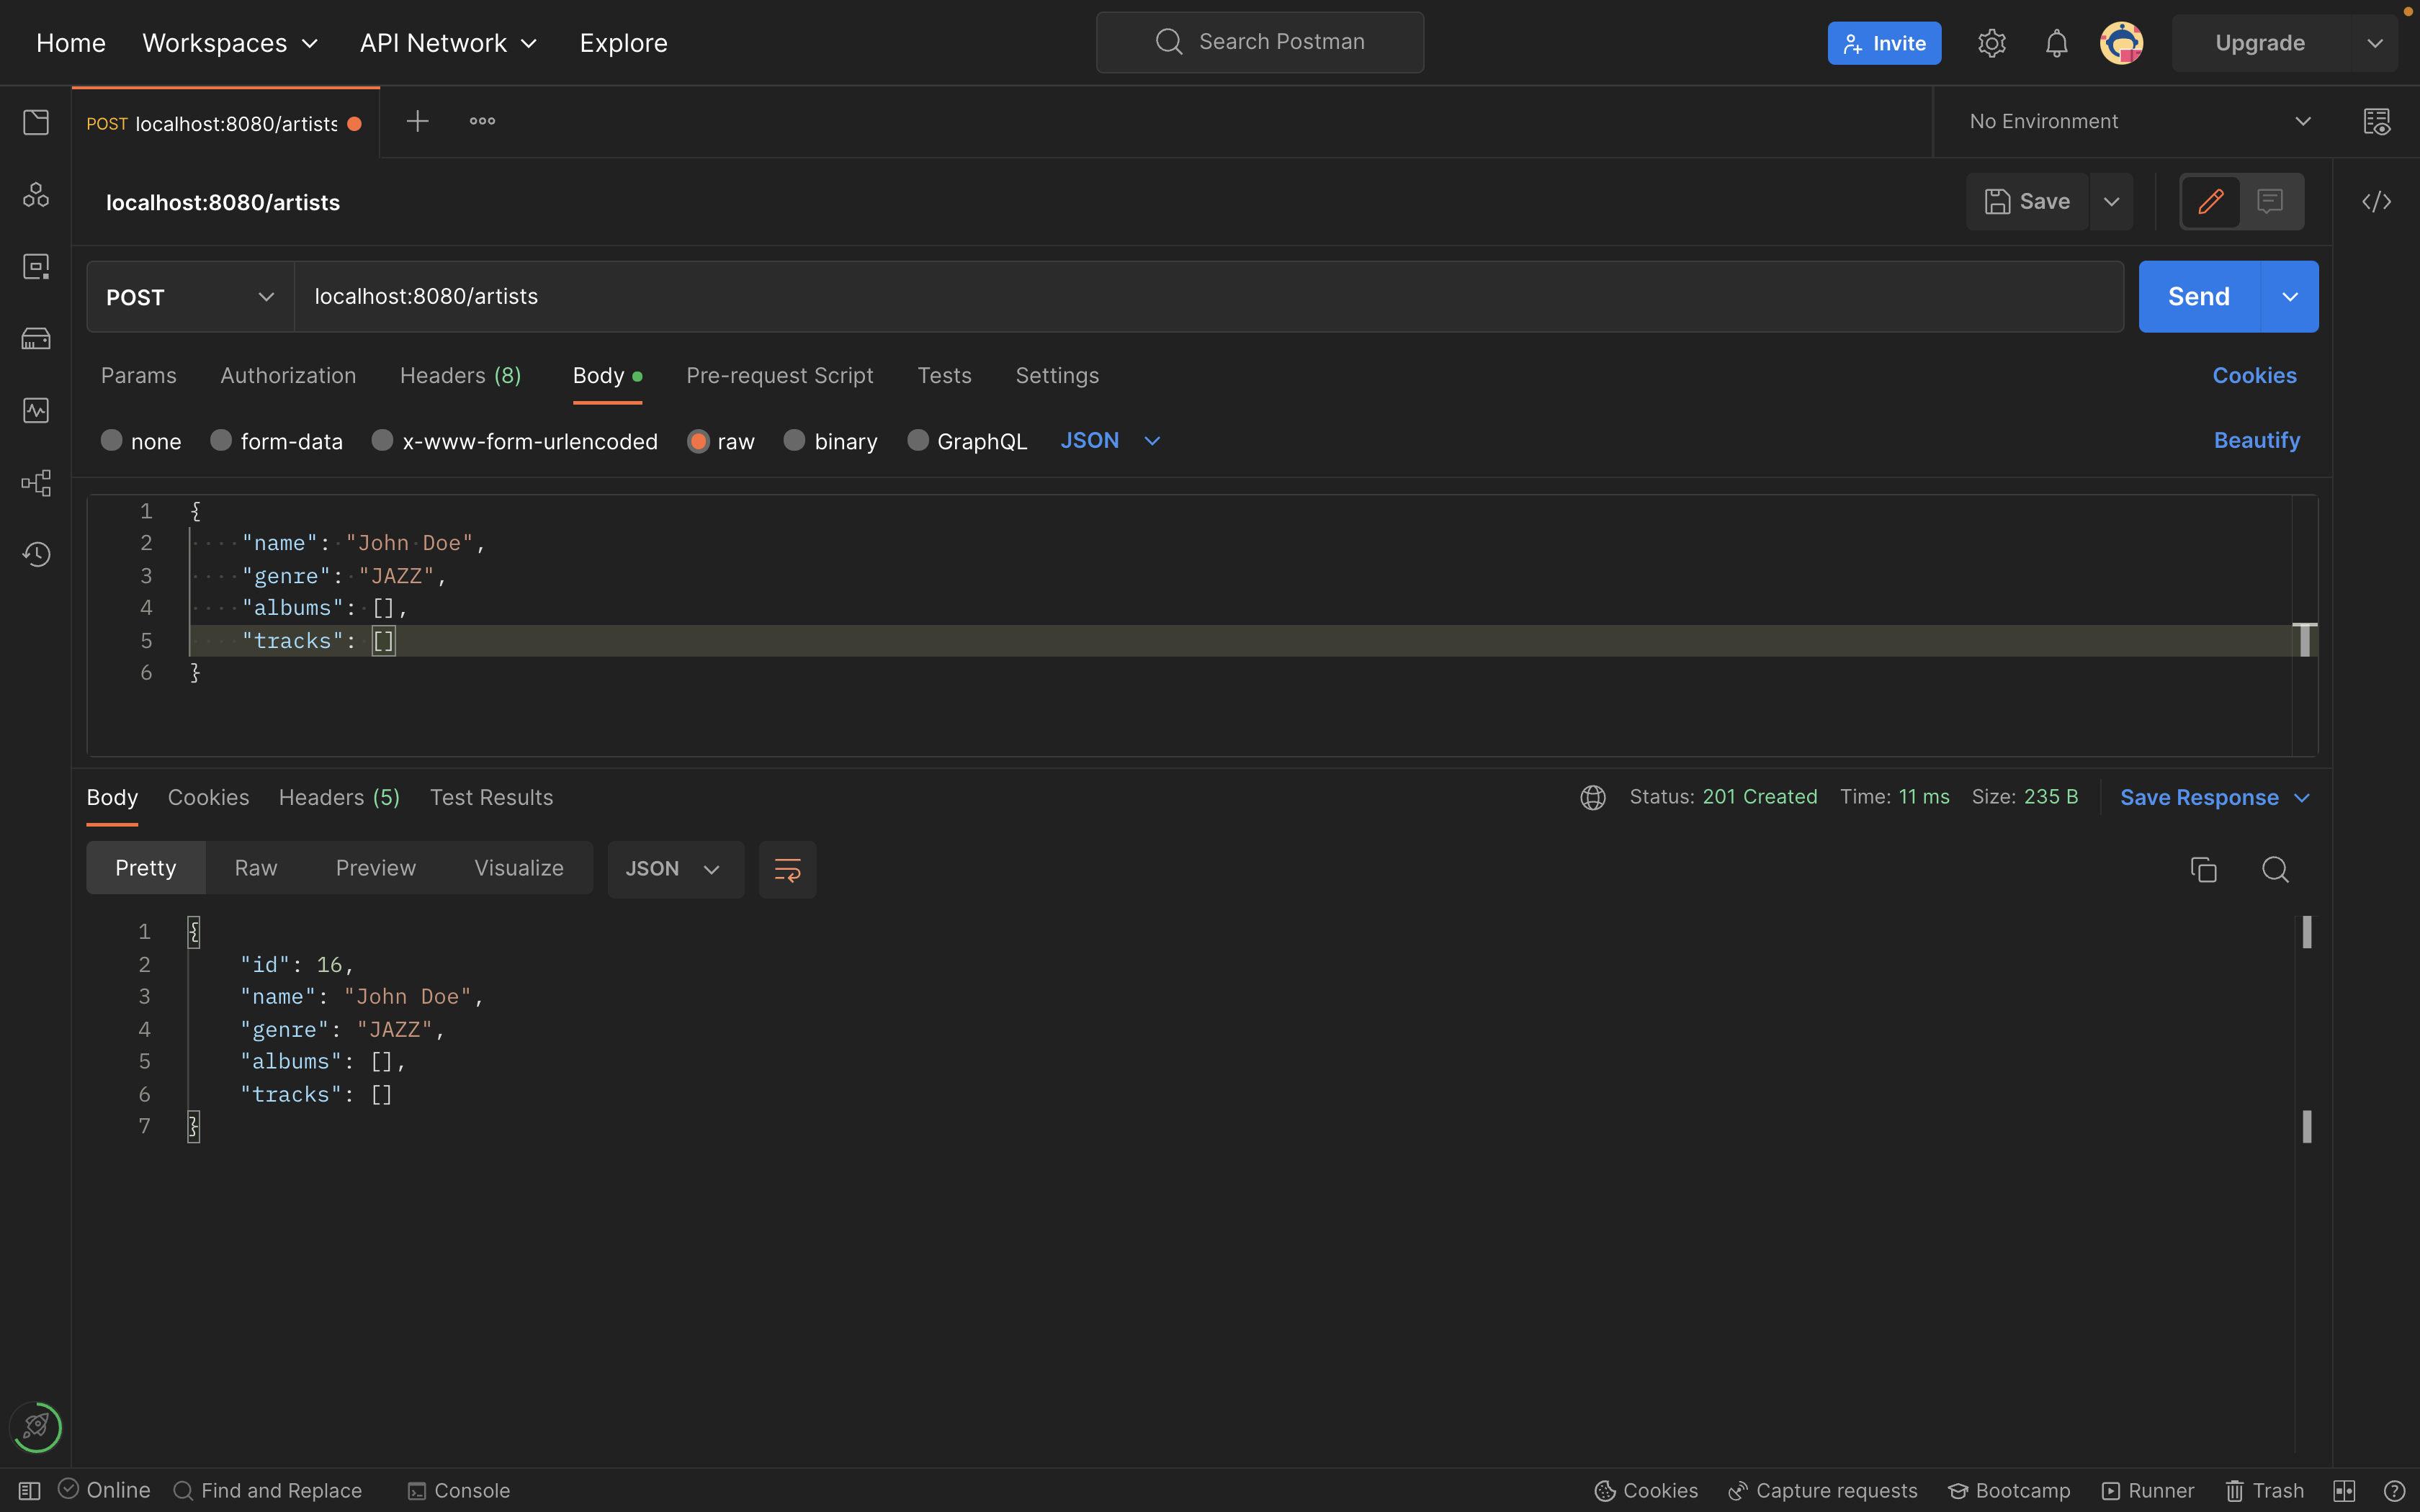 Home Workspaces API Network Explore Search Postman Invite Upgrade
POST localhost:8080/artists No Environment
localhost:8080/artists Save
POST localhost:8080/artists Send
Params Authorization Headers (8) Body Pre-request Script Tests Settings Cookies
none form-data x-www-form-urlencoded raw binary GraphQL JSON Beautify
1 {
2 "name": "John Doe",
3 "genre": "JAZZ",
4 "albums": [],
5 "tracks": []
6 }
Body Cookies Headers (5) Test Results Status: 201 Created Time: 11 ms Size: 235 B Save Response
Pretty Raw Preview Visualize JSON
1 {
2 "id": 16,
3 "name": "John Doe",
4 "genre": "JAZZ",
5 "albums": [],
6 "tracks": []
7 }
Online Find and Replace Console Cookies Capture requests Bootcamp Runner Trash